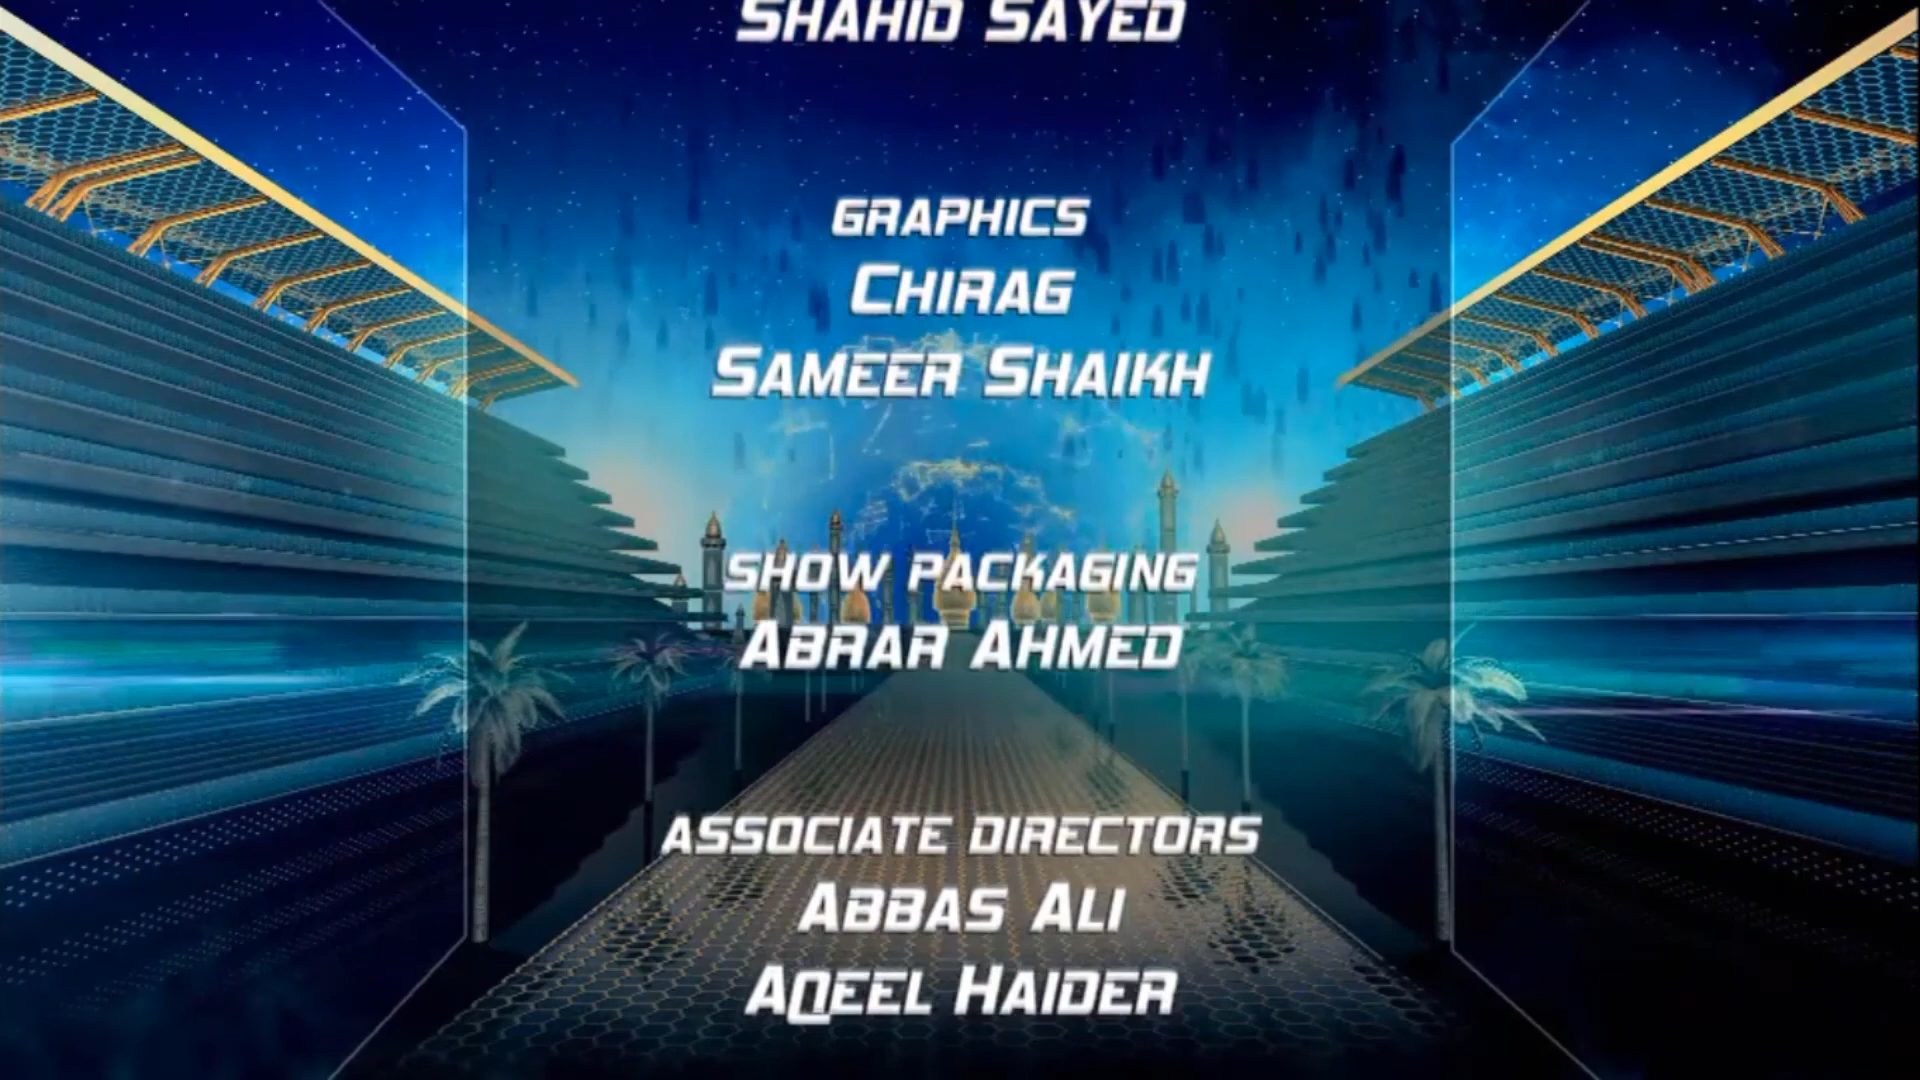 SHAHID SAYED
GRAPHICS
CHIRAG
SAMEER SHAIKH
SHOW PACKAGING
ABRAR AHMED
ASSOCIATE DIRECTORS
ABBAS ALI
AQEEL HAIDER